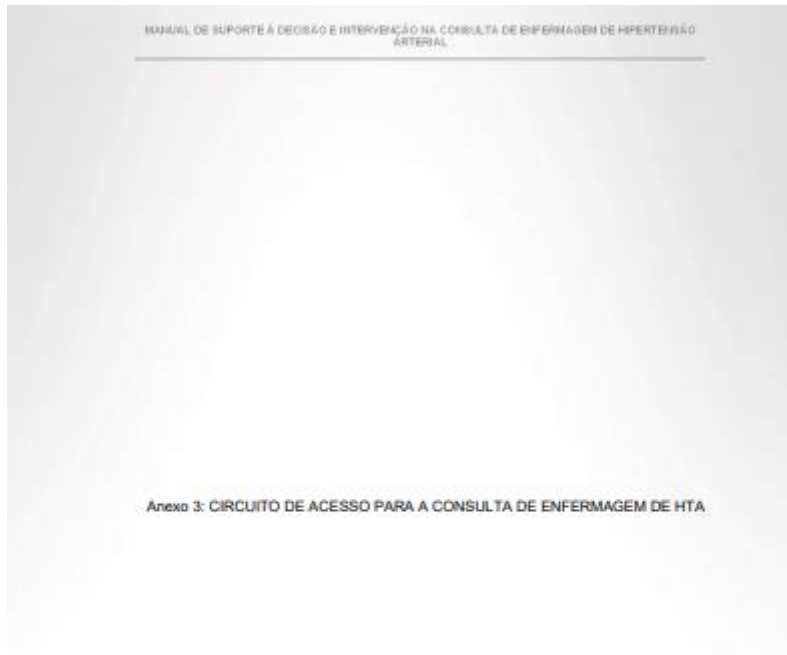 MANUAL DE SUPORTE À DECISÃO E INTERVENÇÃO NA CONSULTA DE ENFERMAGEM DE HIPERTENSÃO
ÁRTERIAL
Anexo 3: CIRCUITO DE ACESSO PARA A CONSULTA DE ENFERMAGEM DE HTA